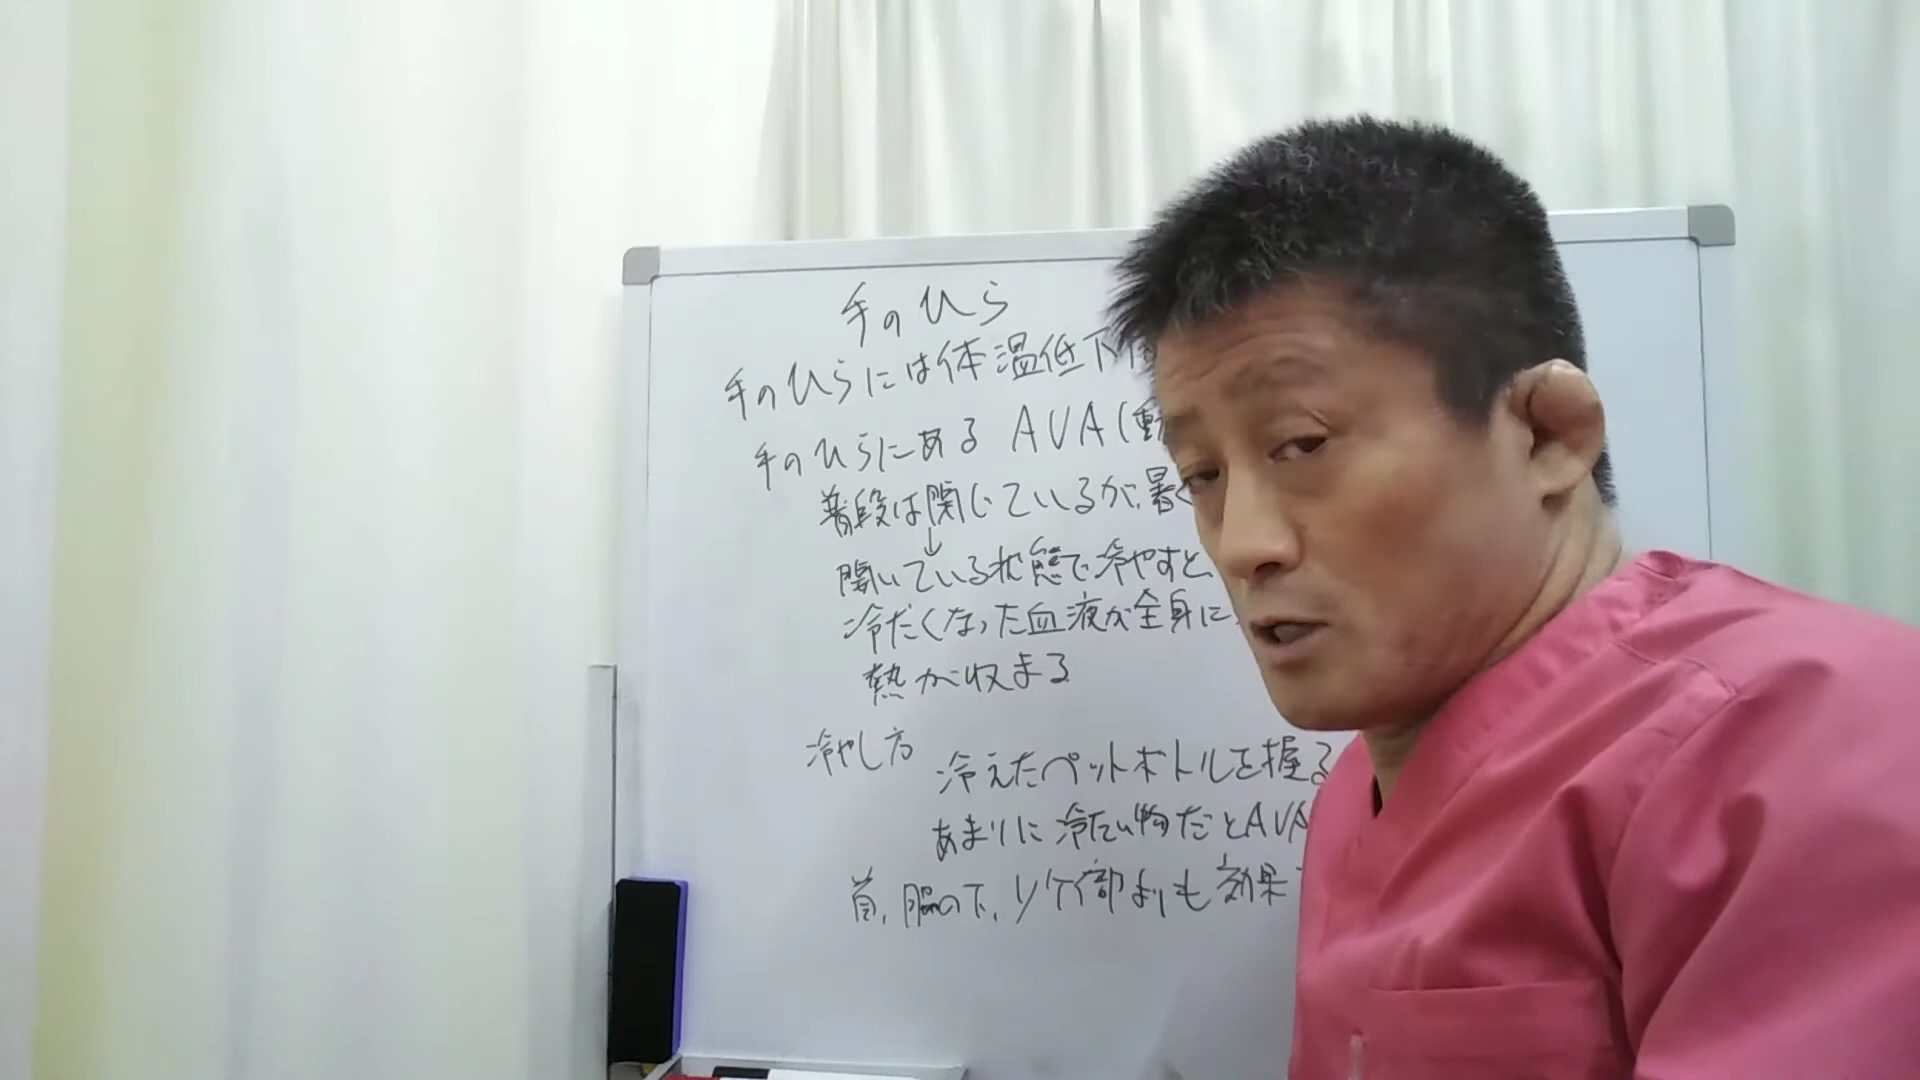 手のひら
手のひらには体温低下
手のひらにある AVA(動
普段は閉じているが、暑く
↓
開いている状態で冷やすと、
冷たくなった血液が全身に
熱が収まる
冷やし方
冷えたペットボトルを握る
あまりに冷たい物だとAVA
首、脇の下、ソケイ部よりも効果